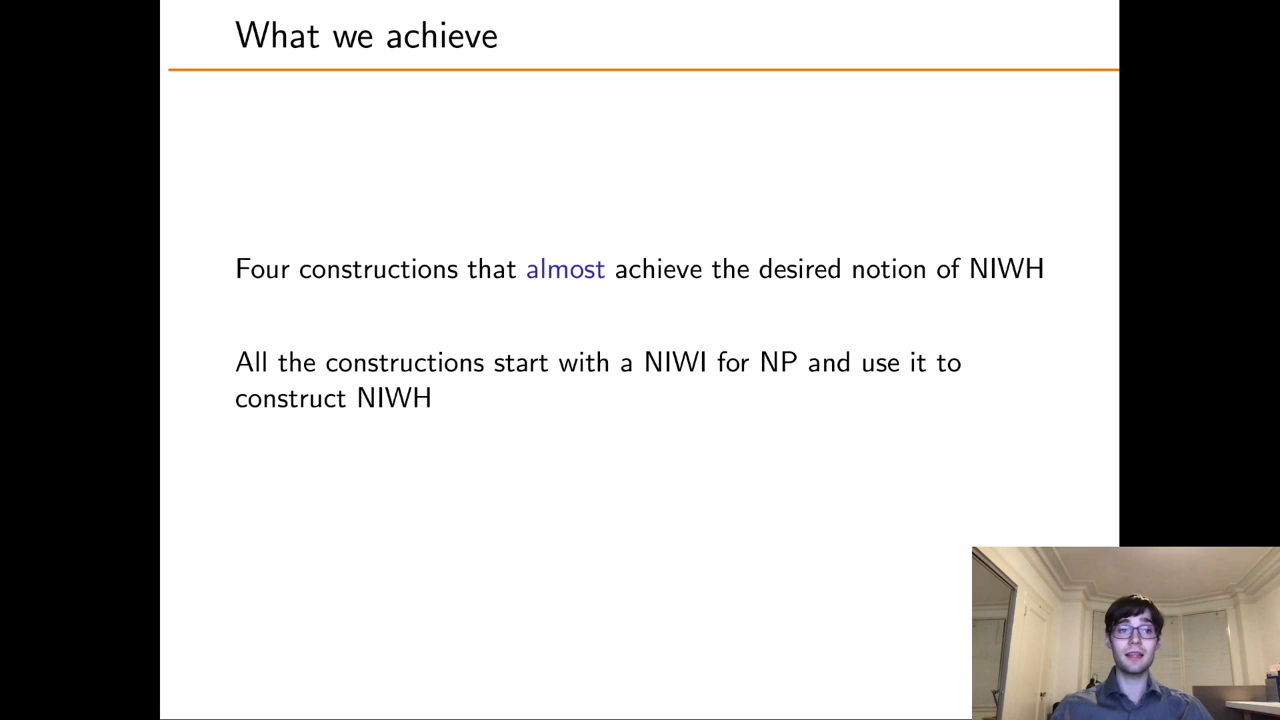 What we achieve
Four constructions that almost achieve the desired notion of NIWH
All the constructions start with a NIWI for NP and use it to
construct NIWH